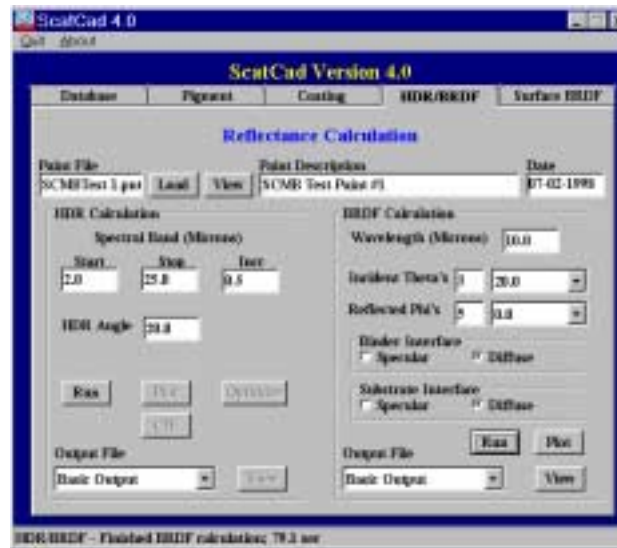 ScatCad 4.0
Quit About
ScatCad Version 4.0
Database Pigment Coating HDR/BRDF Surface BRDF
Reflectance Calculation
Paint File Paint Description Date
SCMBTest 1.pnt Load View SCMB Test Paint #1 07-02-1998
HDR Calculation BRDF Calculation
Spectral Band (Microns) Wavelength (Microns) 10.0
Start Stop Incr
2.0 25.0 0.5
Incident Theta's 3 20.0
Reflected Phi's 5 0.0
HDR Angle 20.0
Binder Interface
Specular Diffuse
Substrate Interface
Specular Diffuse
Run Plot
Run Plot
Output File Output File
Basic Output View Basic Output View
HDR/BRDF - Finished BRDF calculation; 79.1 sec